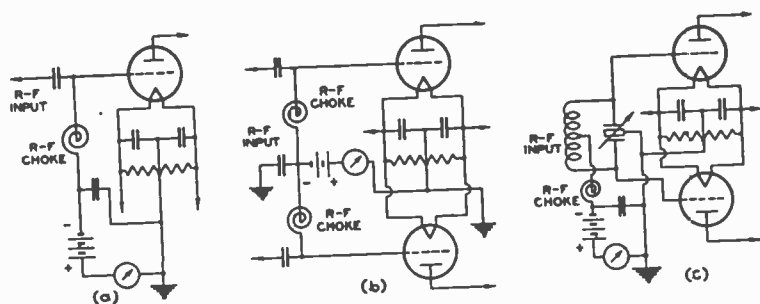 R-F
INPUT
R-F
CHOKE
-
+
(a)
R-F
CHOKE
R-F
INPUT
- +
R-F
CHOKE
(b)
R-F
INPUT
R-F
CHOKE
-
+
(c)